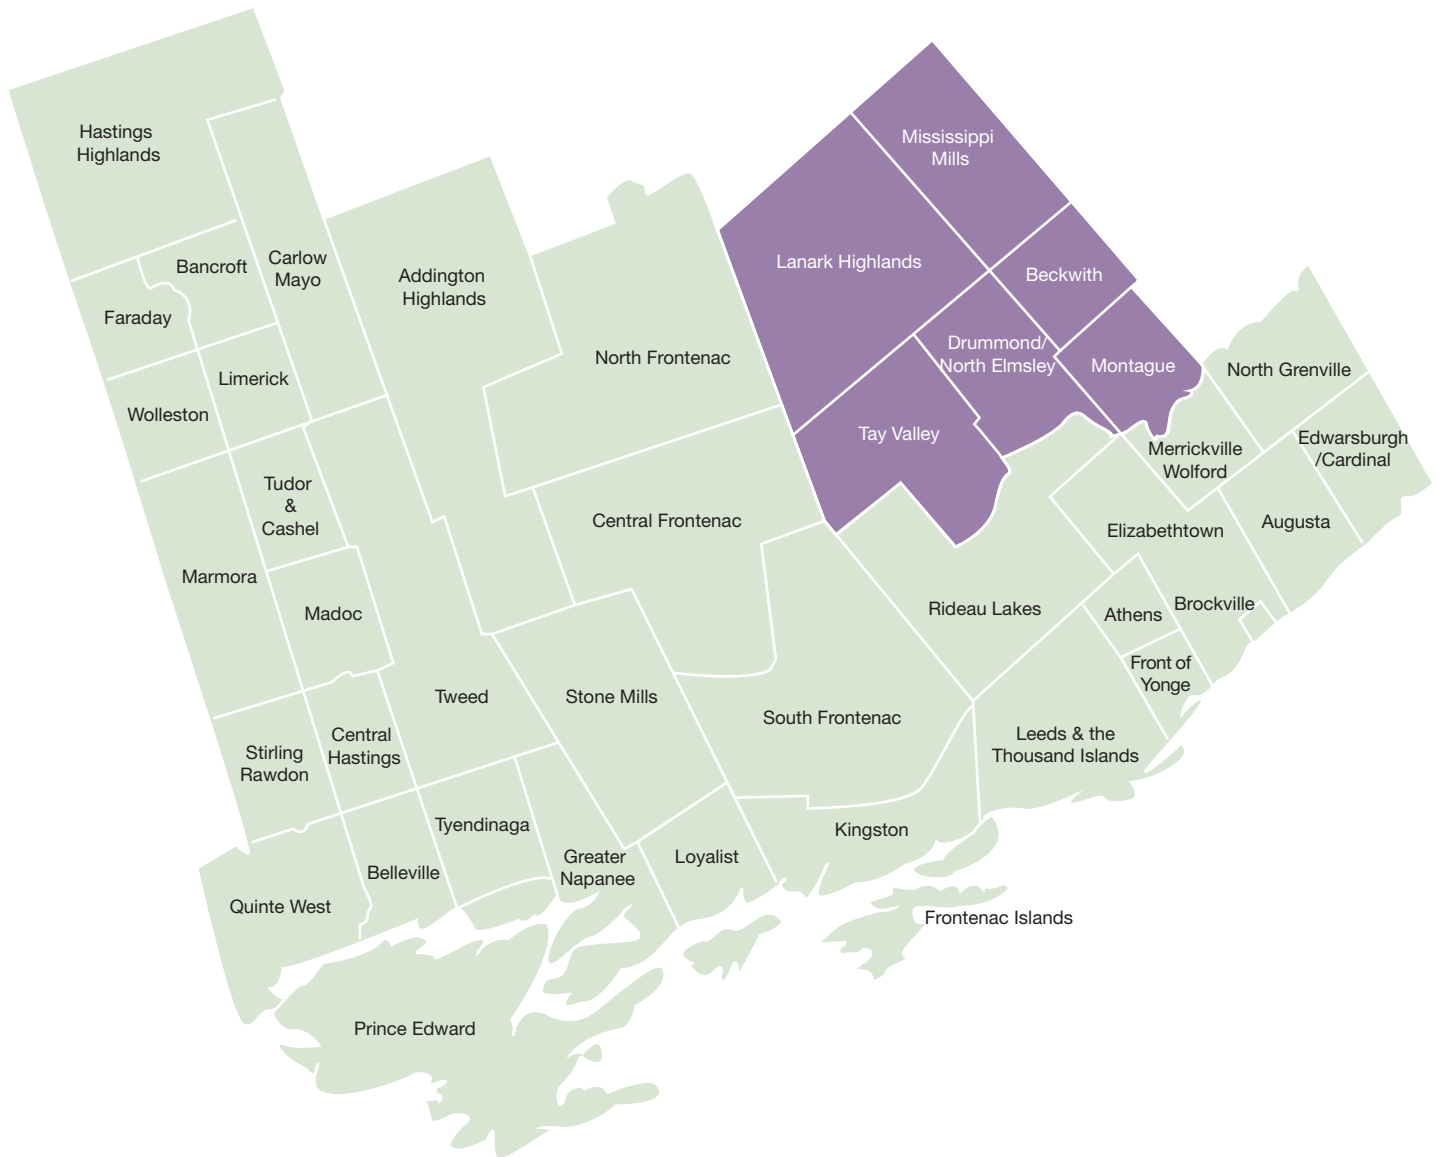 Hastings
Highlands
Mississippi
Mills
Carlow
Mayo
Bancroft
Addington
Highlands
Lanark Highlands
Beckwith
Faraday
North Frontenac
Drummond/
North Elmsley
Montague
North Grenville
Limerick
Wolleston
Tay Valley
Merrickville
Wolford
Edwarsburgh
/Cardinal
Tudor
&
Cashel
Central Frontenac
Elizabethtown
Augusta
Marmora
Madoc
Rideau Lakes
Athens
Brockville
Front of
Yonge
Tweed
Stone Mills
South Frontenac
Leeds & the
Thousand Islands
Central
Hastings
Stirling
Rawdon
Tyendinaga
Kingston
Greater
Napanee
Loyalist
Belleville
Quinte West
Frontenac Islands
Prince Edward